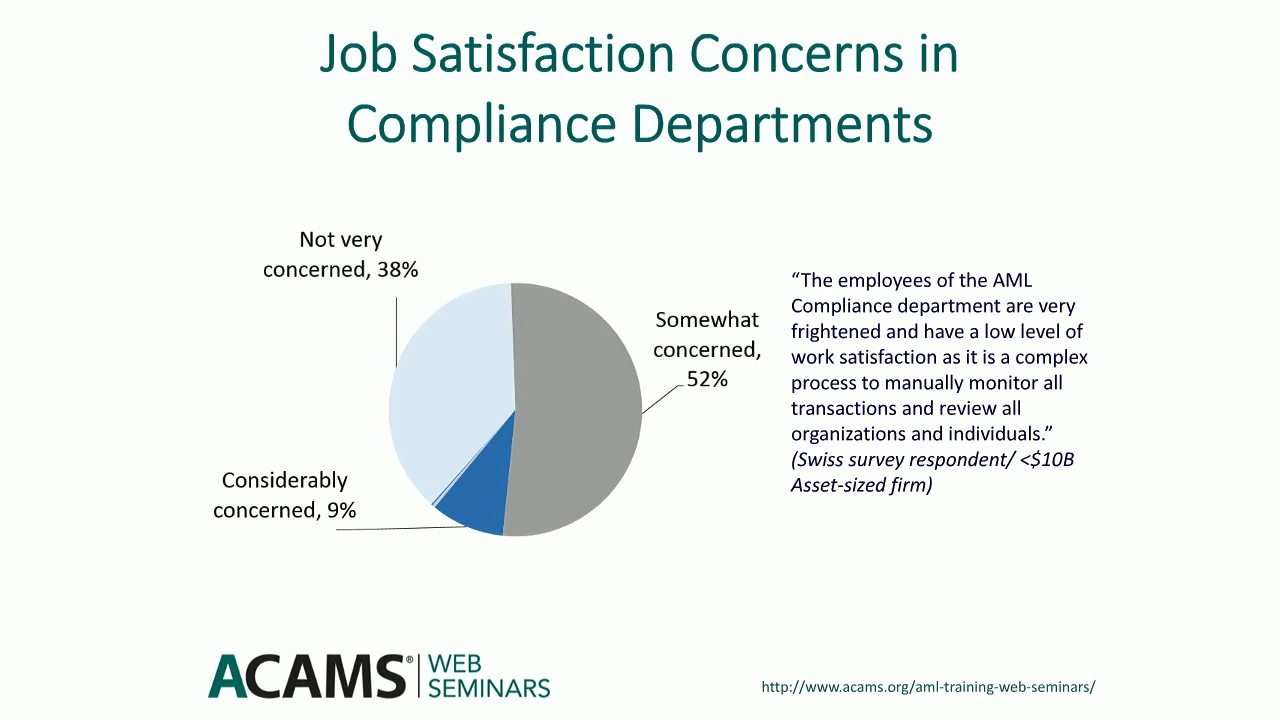 Job Satisfaction Concerns in
Compliance Departments
Not very
concerned, 38%
Somewhat
concerned,
52%
Considerably
concerned, 9%
“The employees of the AML
Compliance department are very
frightened and have a low level of
work satisfaction as it is a complex
process to manually monitor all
transactions and review all
organizations and individuals.”
(Swiss survey respondent/ <$10B
Asset-sized firm)
ACAMS® WEB
SEMINARS
http://www.acams.org/aml-training-web-seminars/